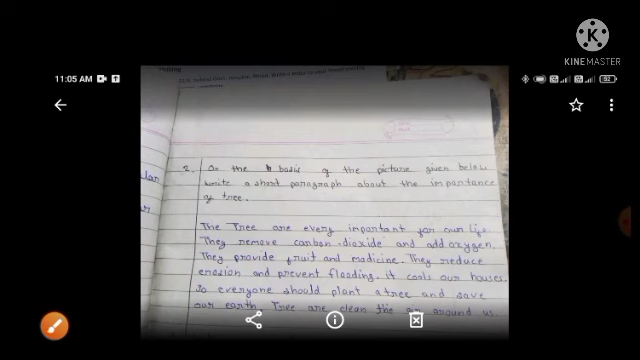 KINEMASTER
11:05 AM
2. On the basis of the picture given below
write a short paragraph about the importance
of tree.
The Tree are every important for own life.
They remove carbon-dioxide and add oxygen.
They provide fruit and madicine. They reduce
erosion and prevent flooding. it cools our houses.
So everyone should plant a tree and save
our earth. Tree are clean the air around us.